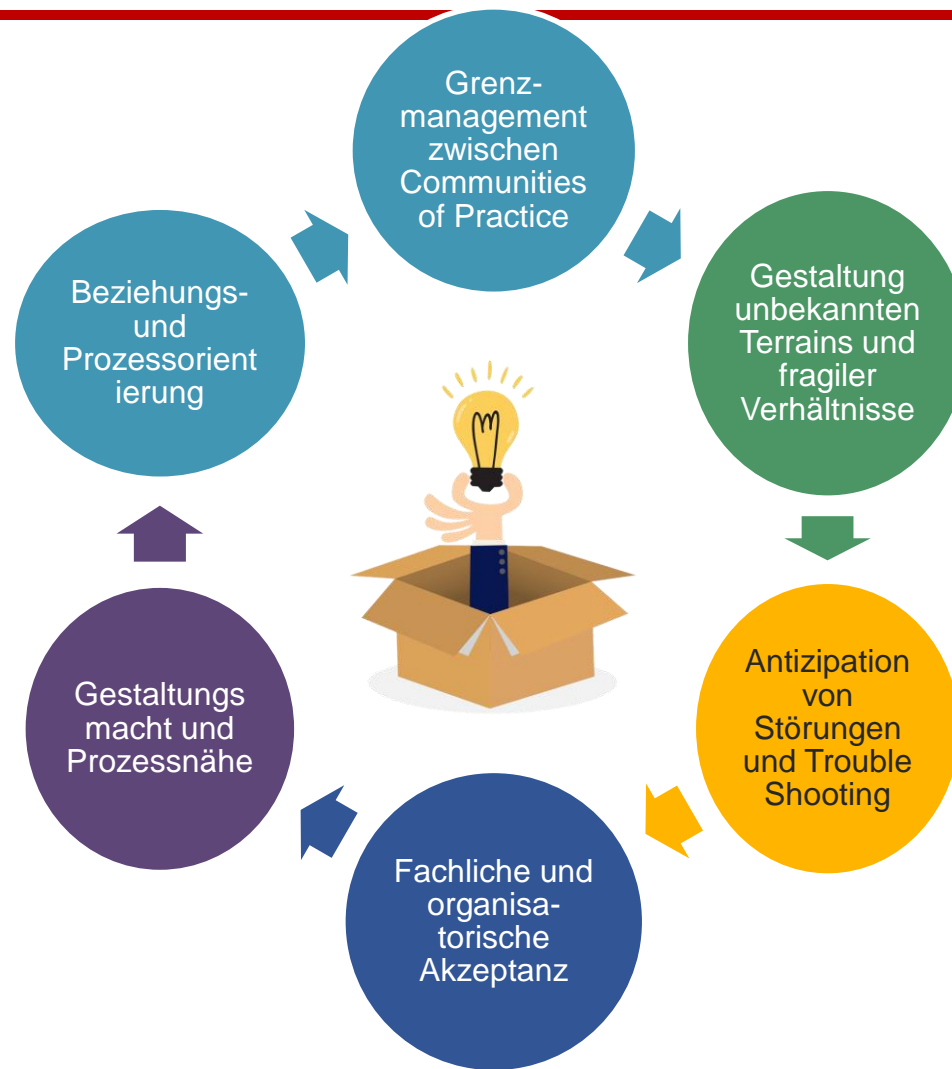 Grenz-
management
zwischen
Communities
of Practice
Gestaltung
unbekannten
Terrains und
fragiler
Verhältnisse
Antizipation
von
Störungen
und Trouble
Shooting
Fachliche und
organisa-
torische
Akzeptanz
Gestaltungs
macht und
Prozessnähe
Beziehungs-
und
Prozessorient
ierung